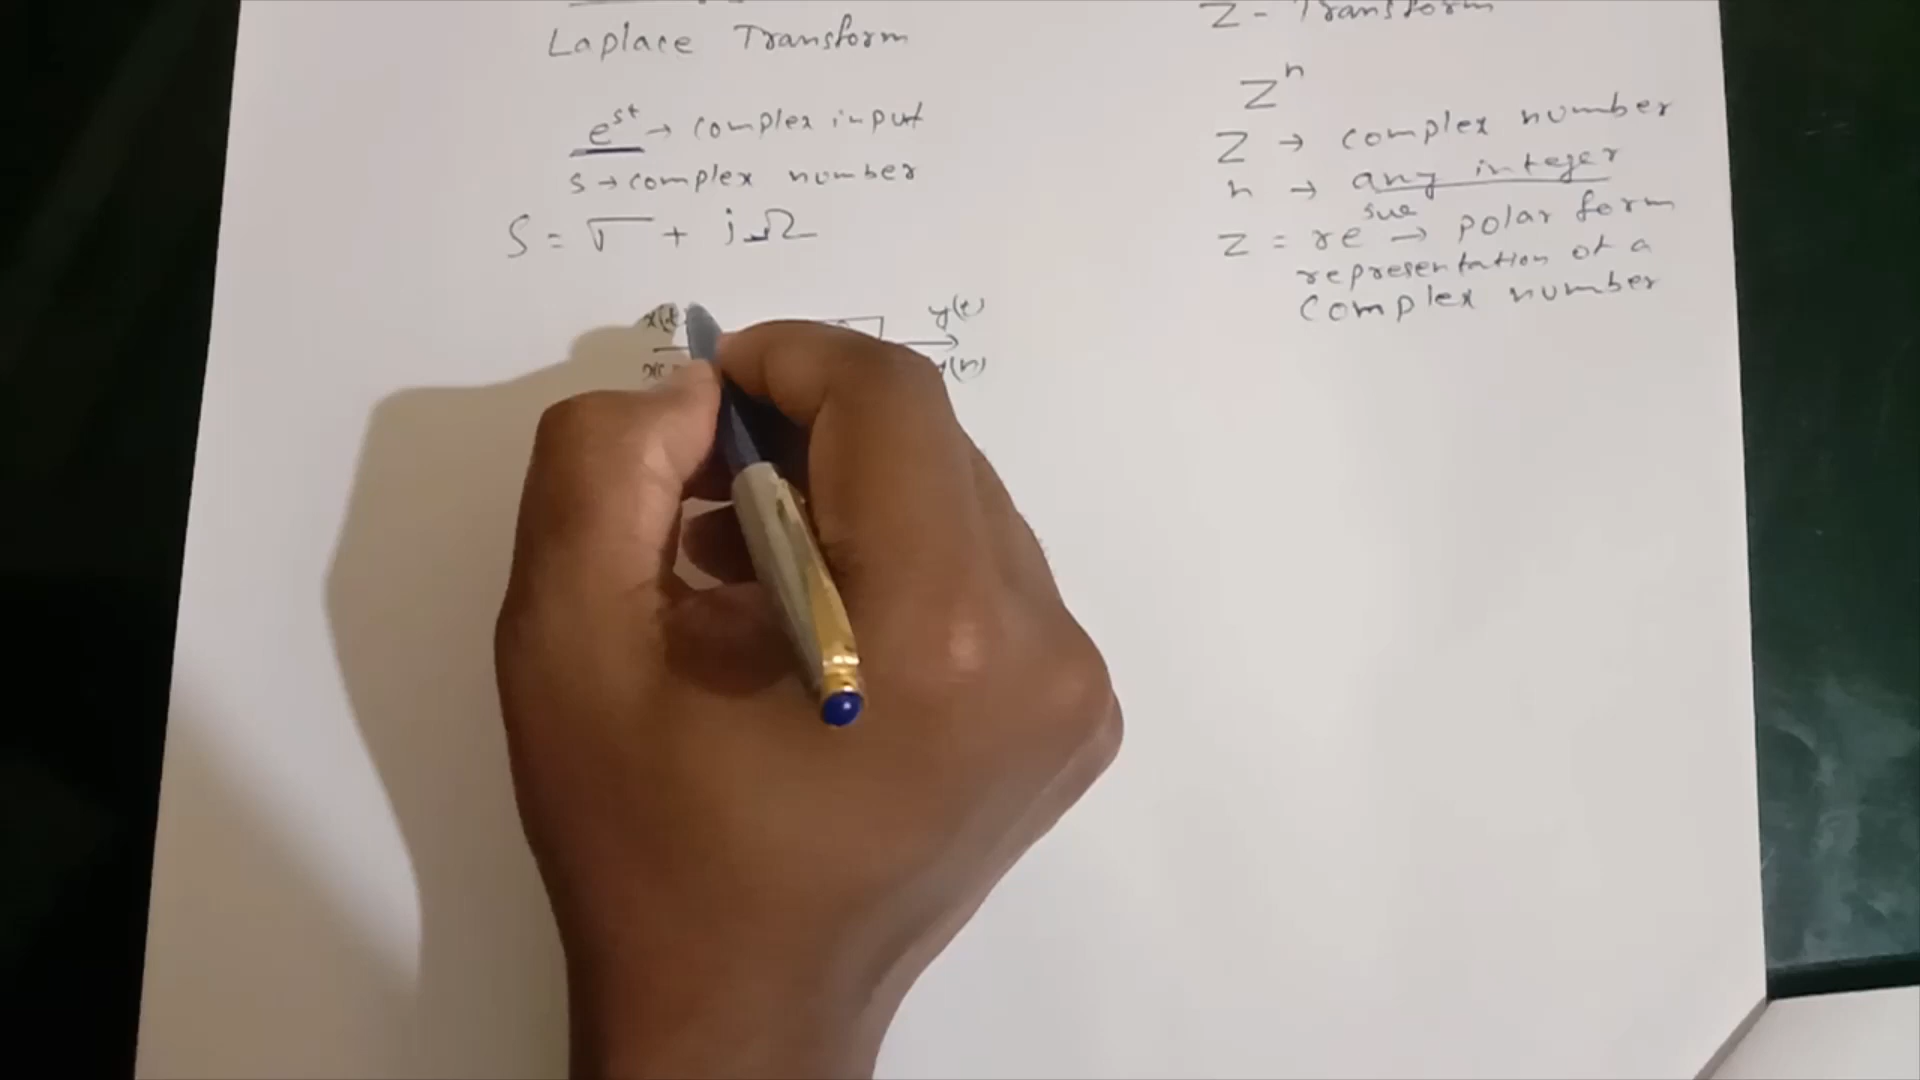 Laplace Transform
e^st → complex input
s → complex number
S = σ + jΩ
x(t)
y(t)
y(n)
Z - Transform
Z^n
Z → complex number
n → any integer
Z = re → polar form
representation of a
complex number